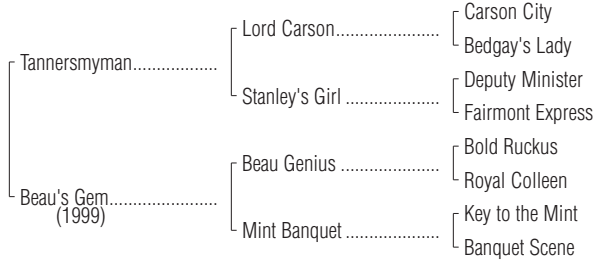 Carson City
Lord Carson.....................
Bedgay's Lady
Tannersmyman.................
Deputy Minister
Stanley's Girl ...................
Fairmont Express
Bold Ruckus
Beau Genius ....................
Royal Colleen
Beau's Gem......................
(1999)
Key to the Mint
Mint Banquet ...................
Banquet Scene